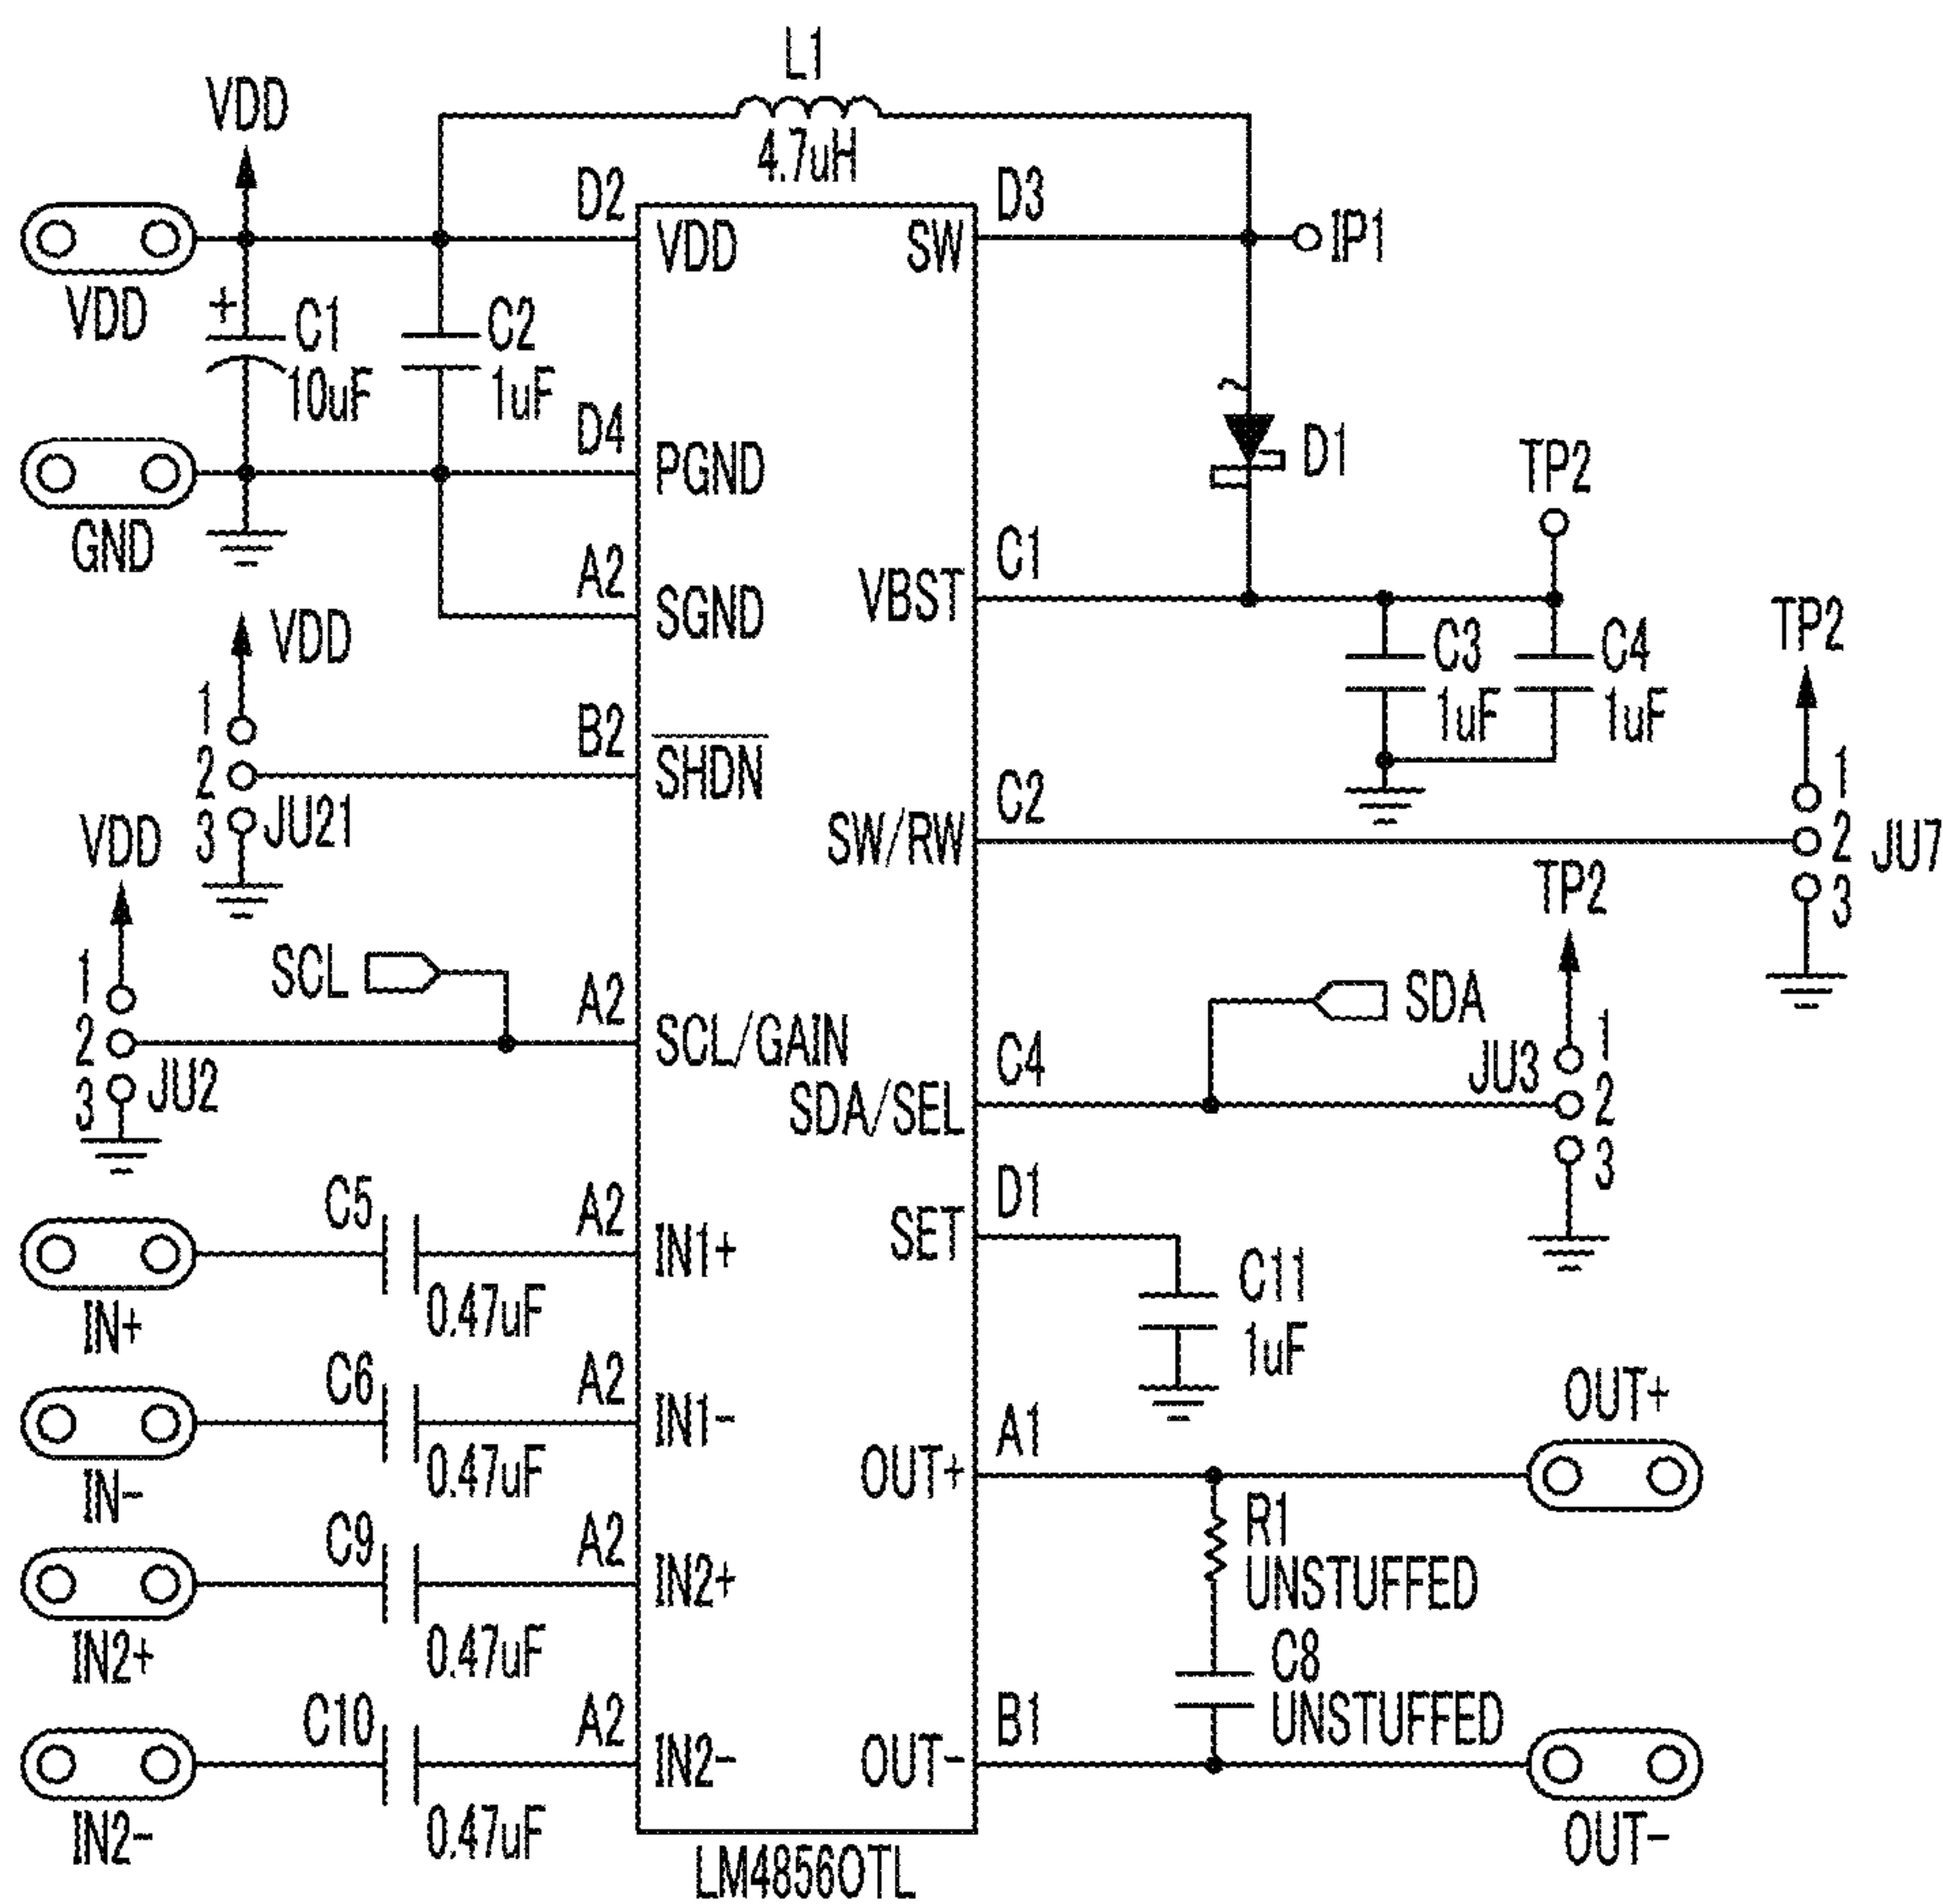 L1
4.7uH
VDD
D2
D3
VDD
SW
IP1
VDD
+
C1
10uF
C2
1uF
D4
PGND
D1
TP2
GND
A2
SGND
C1
VBST
VDD
C3
1uF
C4
1uF
TP2
1
2
3
JU21
B2
SHDN
C2
SW/RW
1
2
3
JU7
VDD
TP2
SCL
A2
SCL/GAIN
SDA
1
2
3
JU2
C4
SDA/SEL
JU3
1
2
3
D1
SET
C5
A2
IN1+
IN+
0.47uF
C11
1uF
C6
A2
IN1-
IN-
0.47uF
A1
OUT+
OUT+
R1
UNSTUFFED
C9
A2
IN2+
IN2+
0.47uF
C8
UNSTUFFED
C10
A2
IN2-
IN2-
0.47uF
B1
OUT-
OUT-
LM48560TL